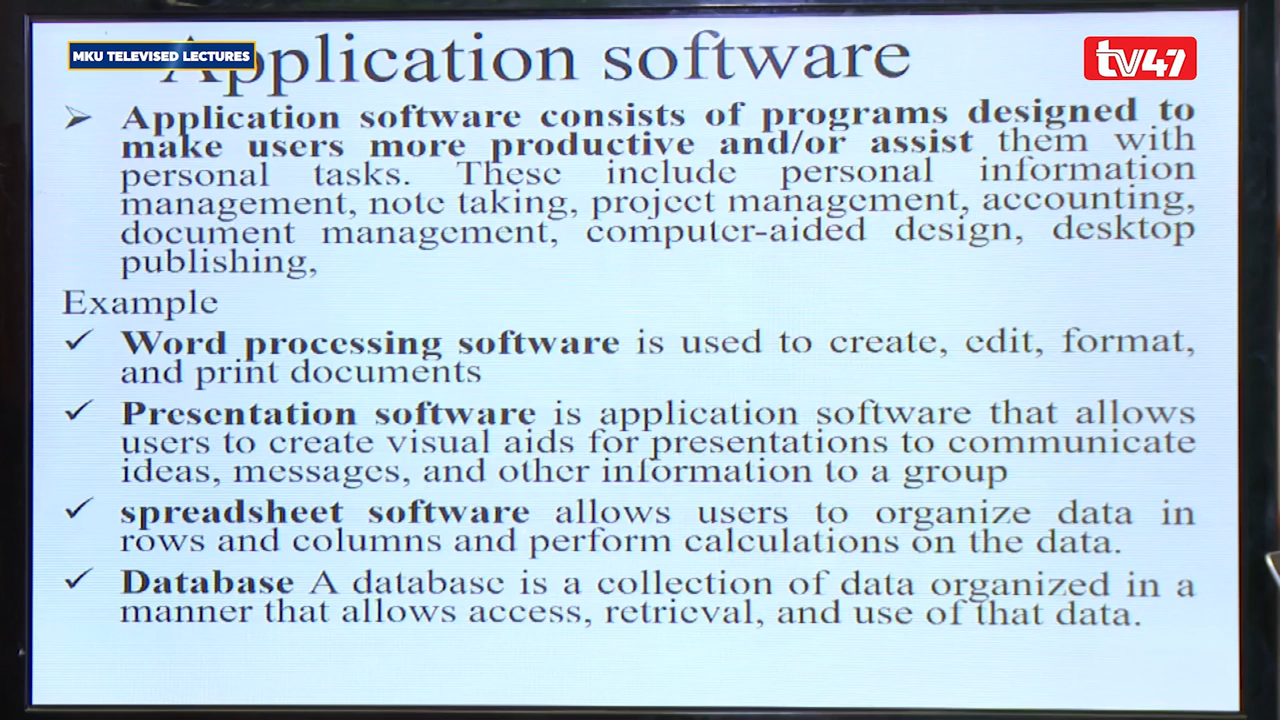 MKU TELEVISED LECTURES
Application software
tv47
➢ Application software consists of programs designed to
make users more productive and/or assist them with
personal tasks. These include personal information
management, note taking, project management, accounting,
document management, computer-aided design, desktop
publishing,
Example
✓ Word processing software is used to create, edit, format,
and print documents
✓ Presentation software is application software that allows
users to create visual aids for presentations to communicate
ideas, messages, and other information to a group
✓ spreadsheet software allows users to organize data in
rows and columns and perform calculations on the data.
✓ Database A database is a collection of data organized in a
manner that allows access, retrieval, and use of that data.